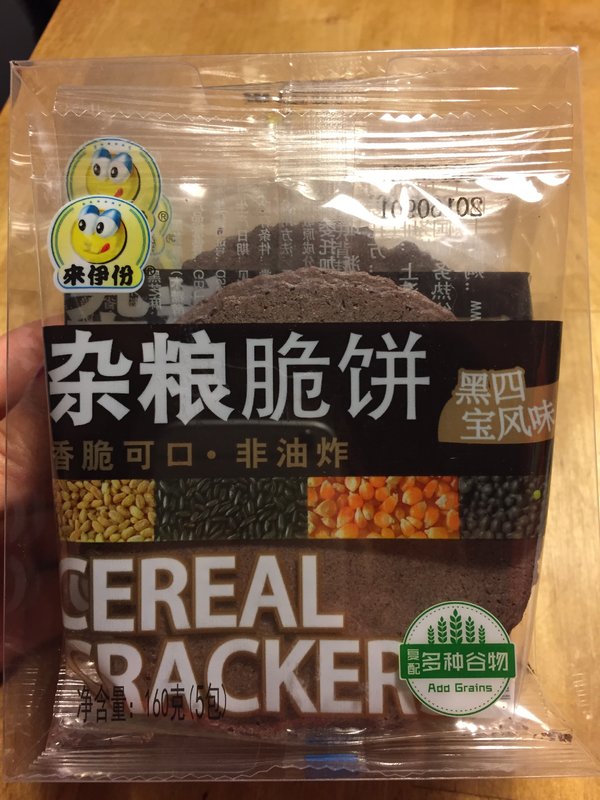 来伊份®
杂粮脆饼
黑四
宝风味
香脆可口·非油炸
CEREAL
CRACKER
净含量：160克(5包)
复配
多种谷物
Add Grains